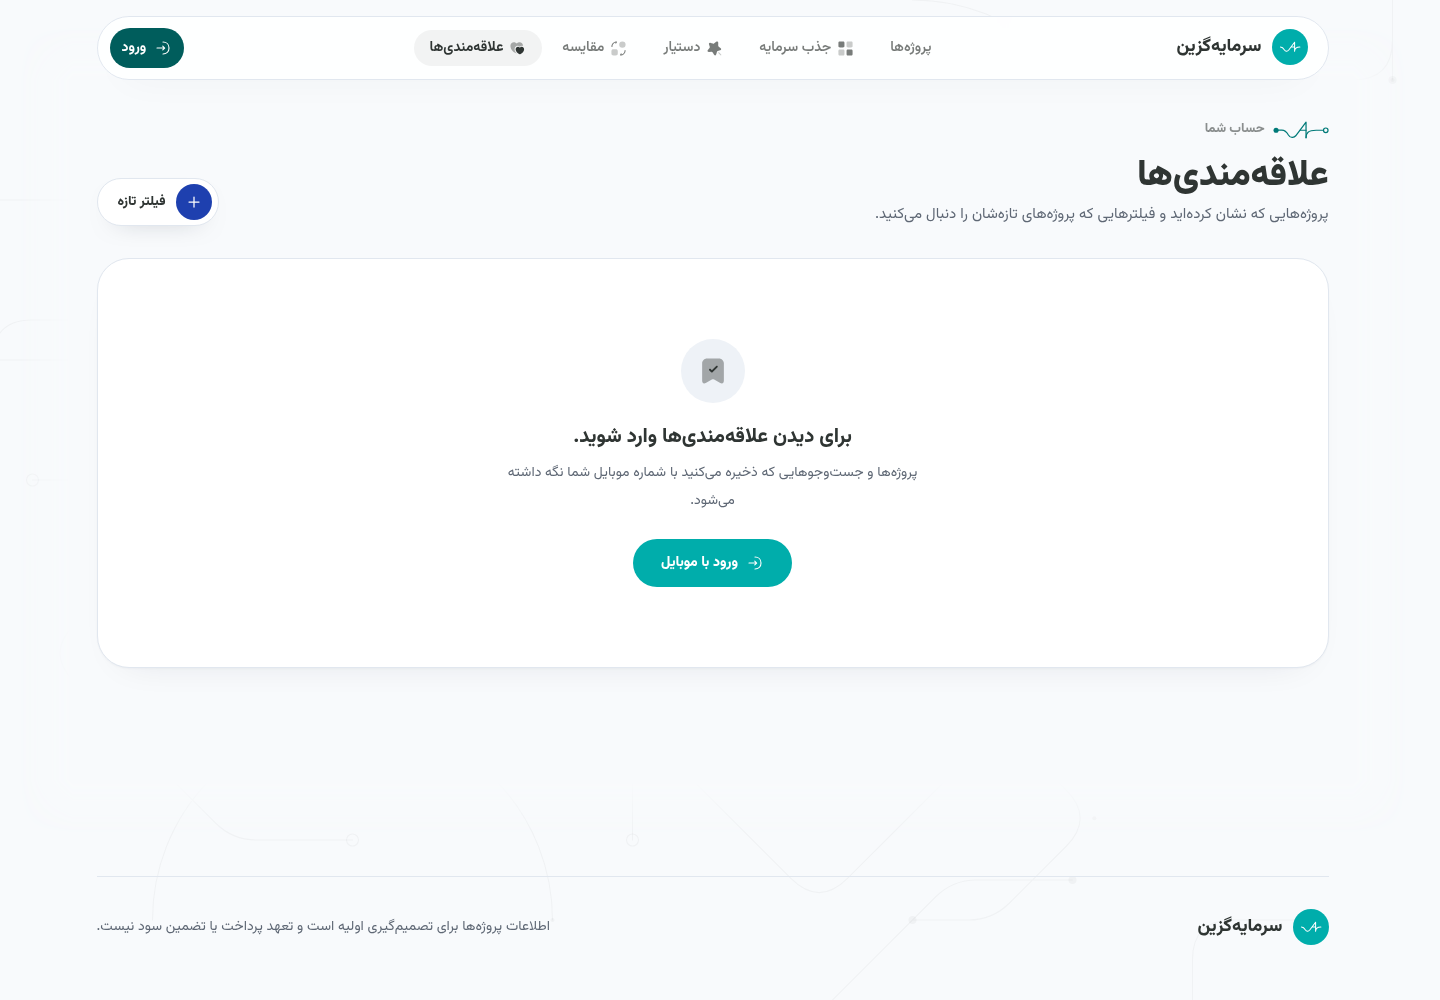 سرمایه‌گزین
پروژه‌ها
جذب سرمایه
دستیار
مقایسه
علاقه‌مندی‌ها
ورود
حساب شما
علاقه‌مندی‌ها
پروژه‌هایی که نشان کرده‌اید و فیلترهایی که پروژه‌های تازه‌شان را دنبال می‌کنید.
فیلتر تازه
برای دیدن علاقه‌مندی‌ها وارد شوید.
پروژه‌ها و جست‌وجوهایی که ذخیره می‌کنید با شماره موبایل شما نگه داشته
می‌شود.
ورود با موبایل
سرمایه‌گزین
اطلاعات پروژه‌ها برای تصمیم‌گیری اولیه است و تعهد پرداخت یا تضمین سود نیست.